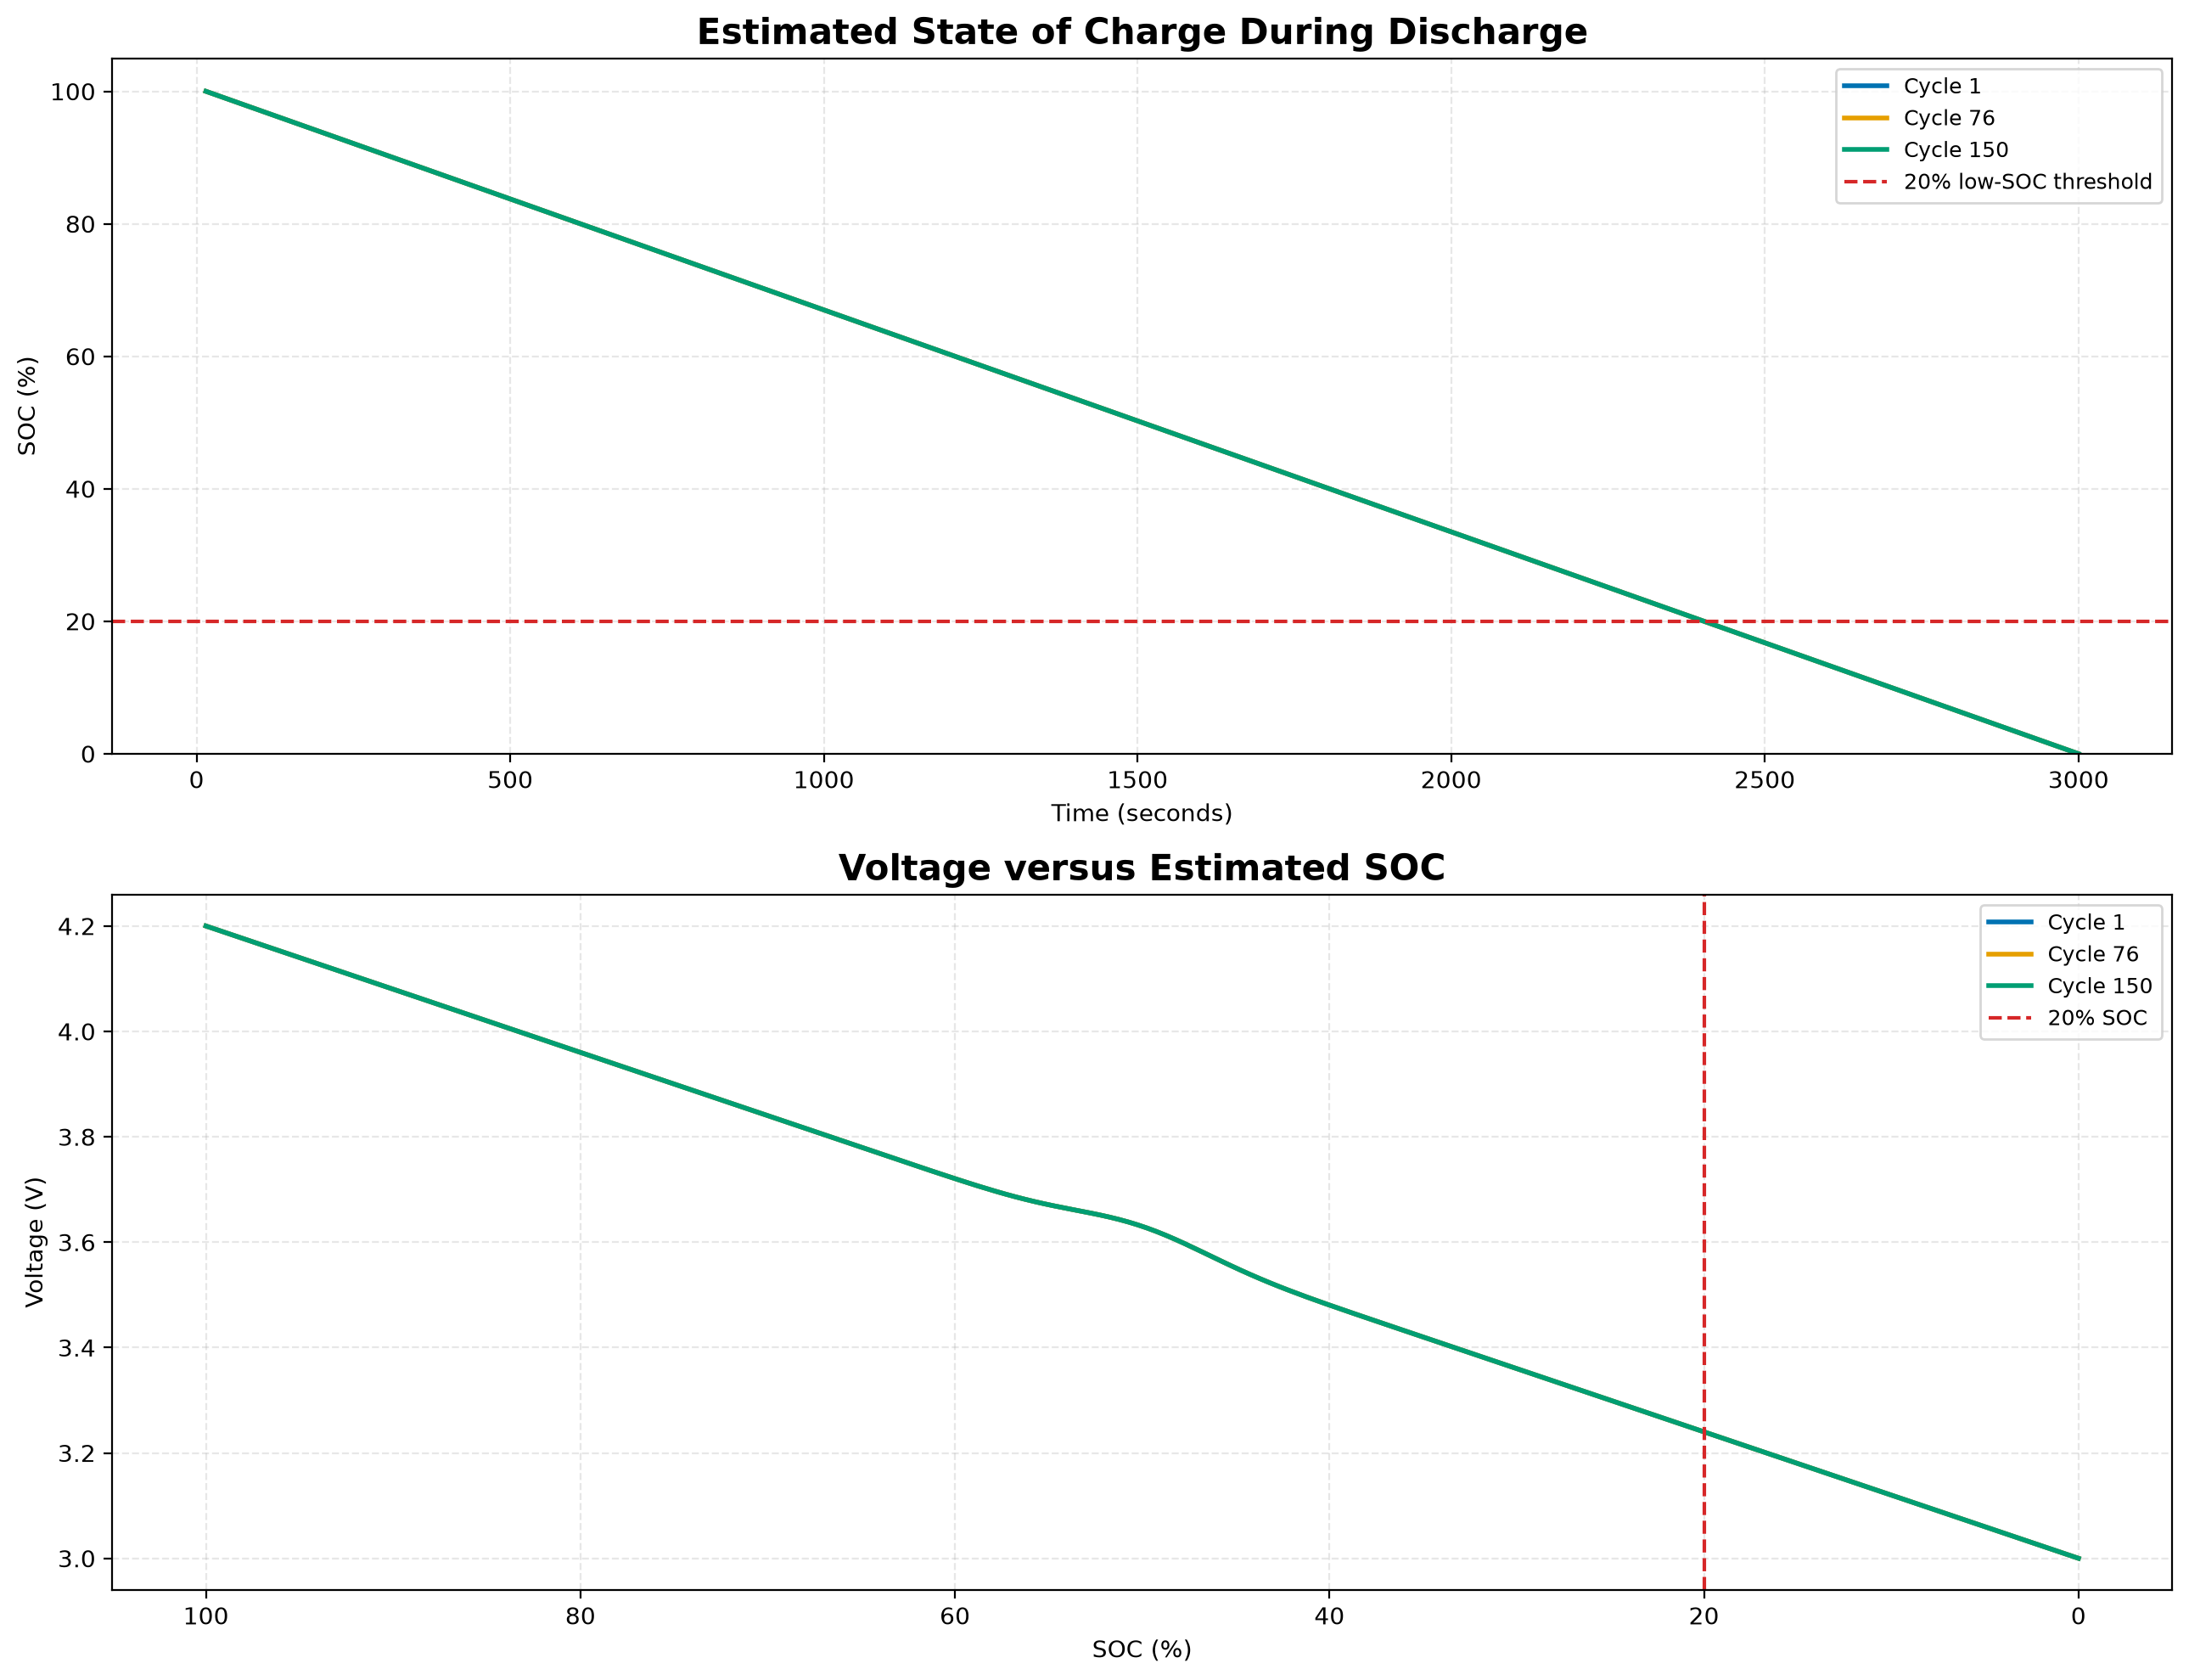 Estimated State of Charge During Discharge
100
80
60
40
20
0
SOC (%)
Cycle 1
Cycle 76
Cycle 150
20% low-SOC threshold
0 500 1000 1500 2000 2500 3000
Time (seconds)
Voltage versus Estimated SOC
4.2
4.0
3.8
3.6
3.4
3.2
3.0
Voltage (V)
Cycle 1
Cycle 76
Cycle 150
20% SOC
100 80 60 40 20 0
SOC (%)